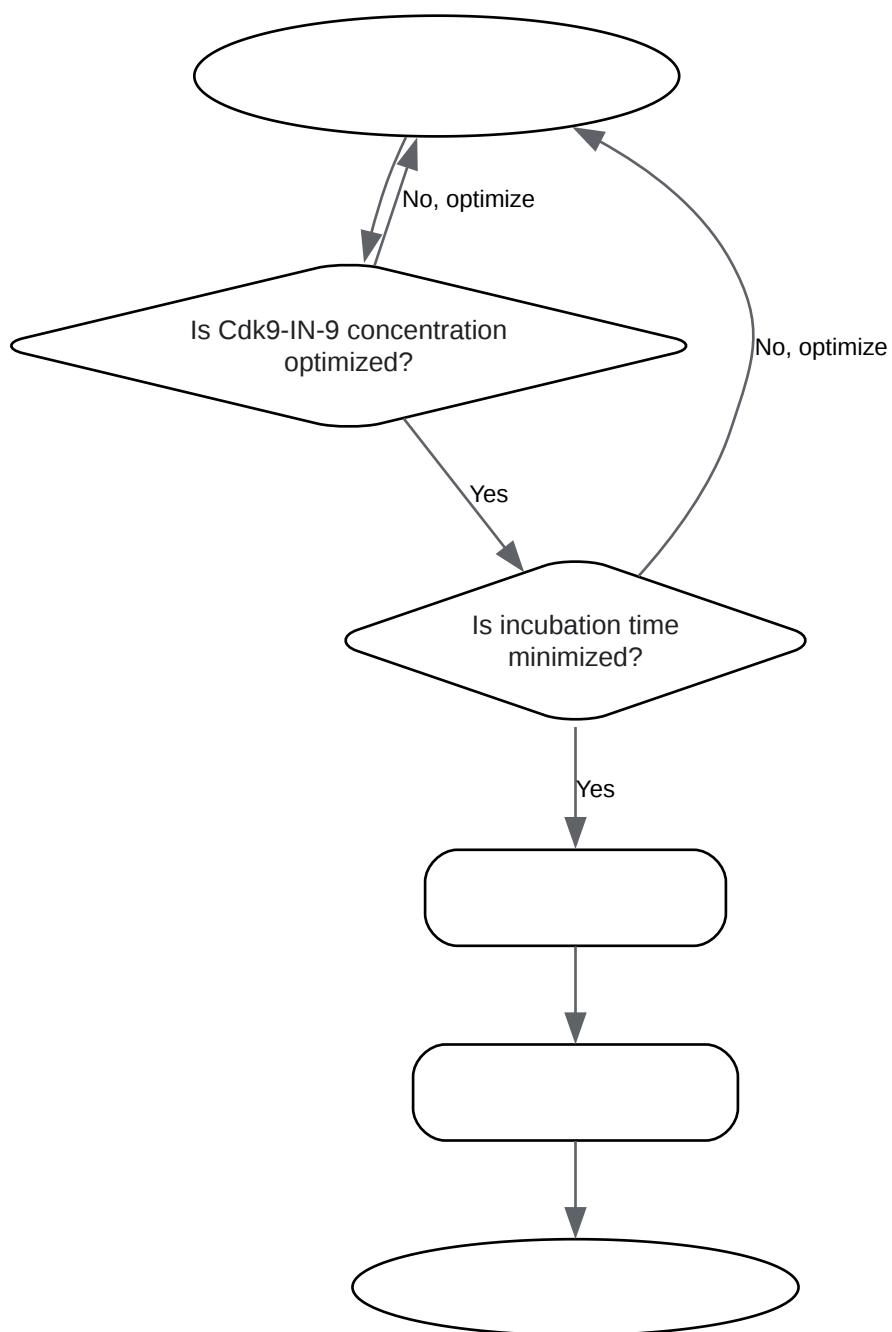 No, optimize
Is Cdk9-IN-9 concentration
optimized?
No, optimize
Yes
Is incubation time
minimized?
Yes